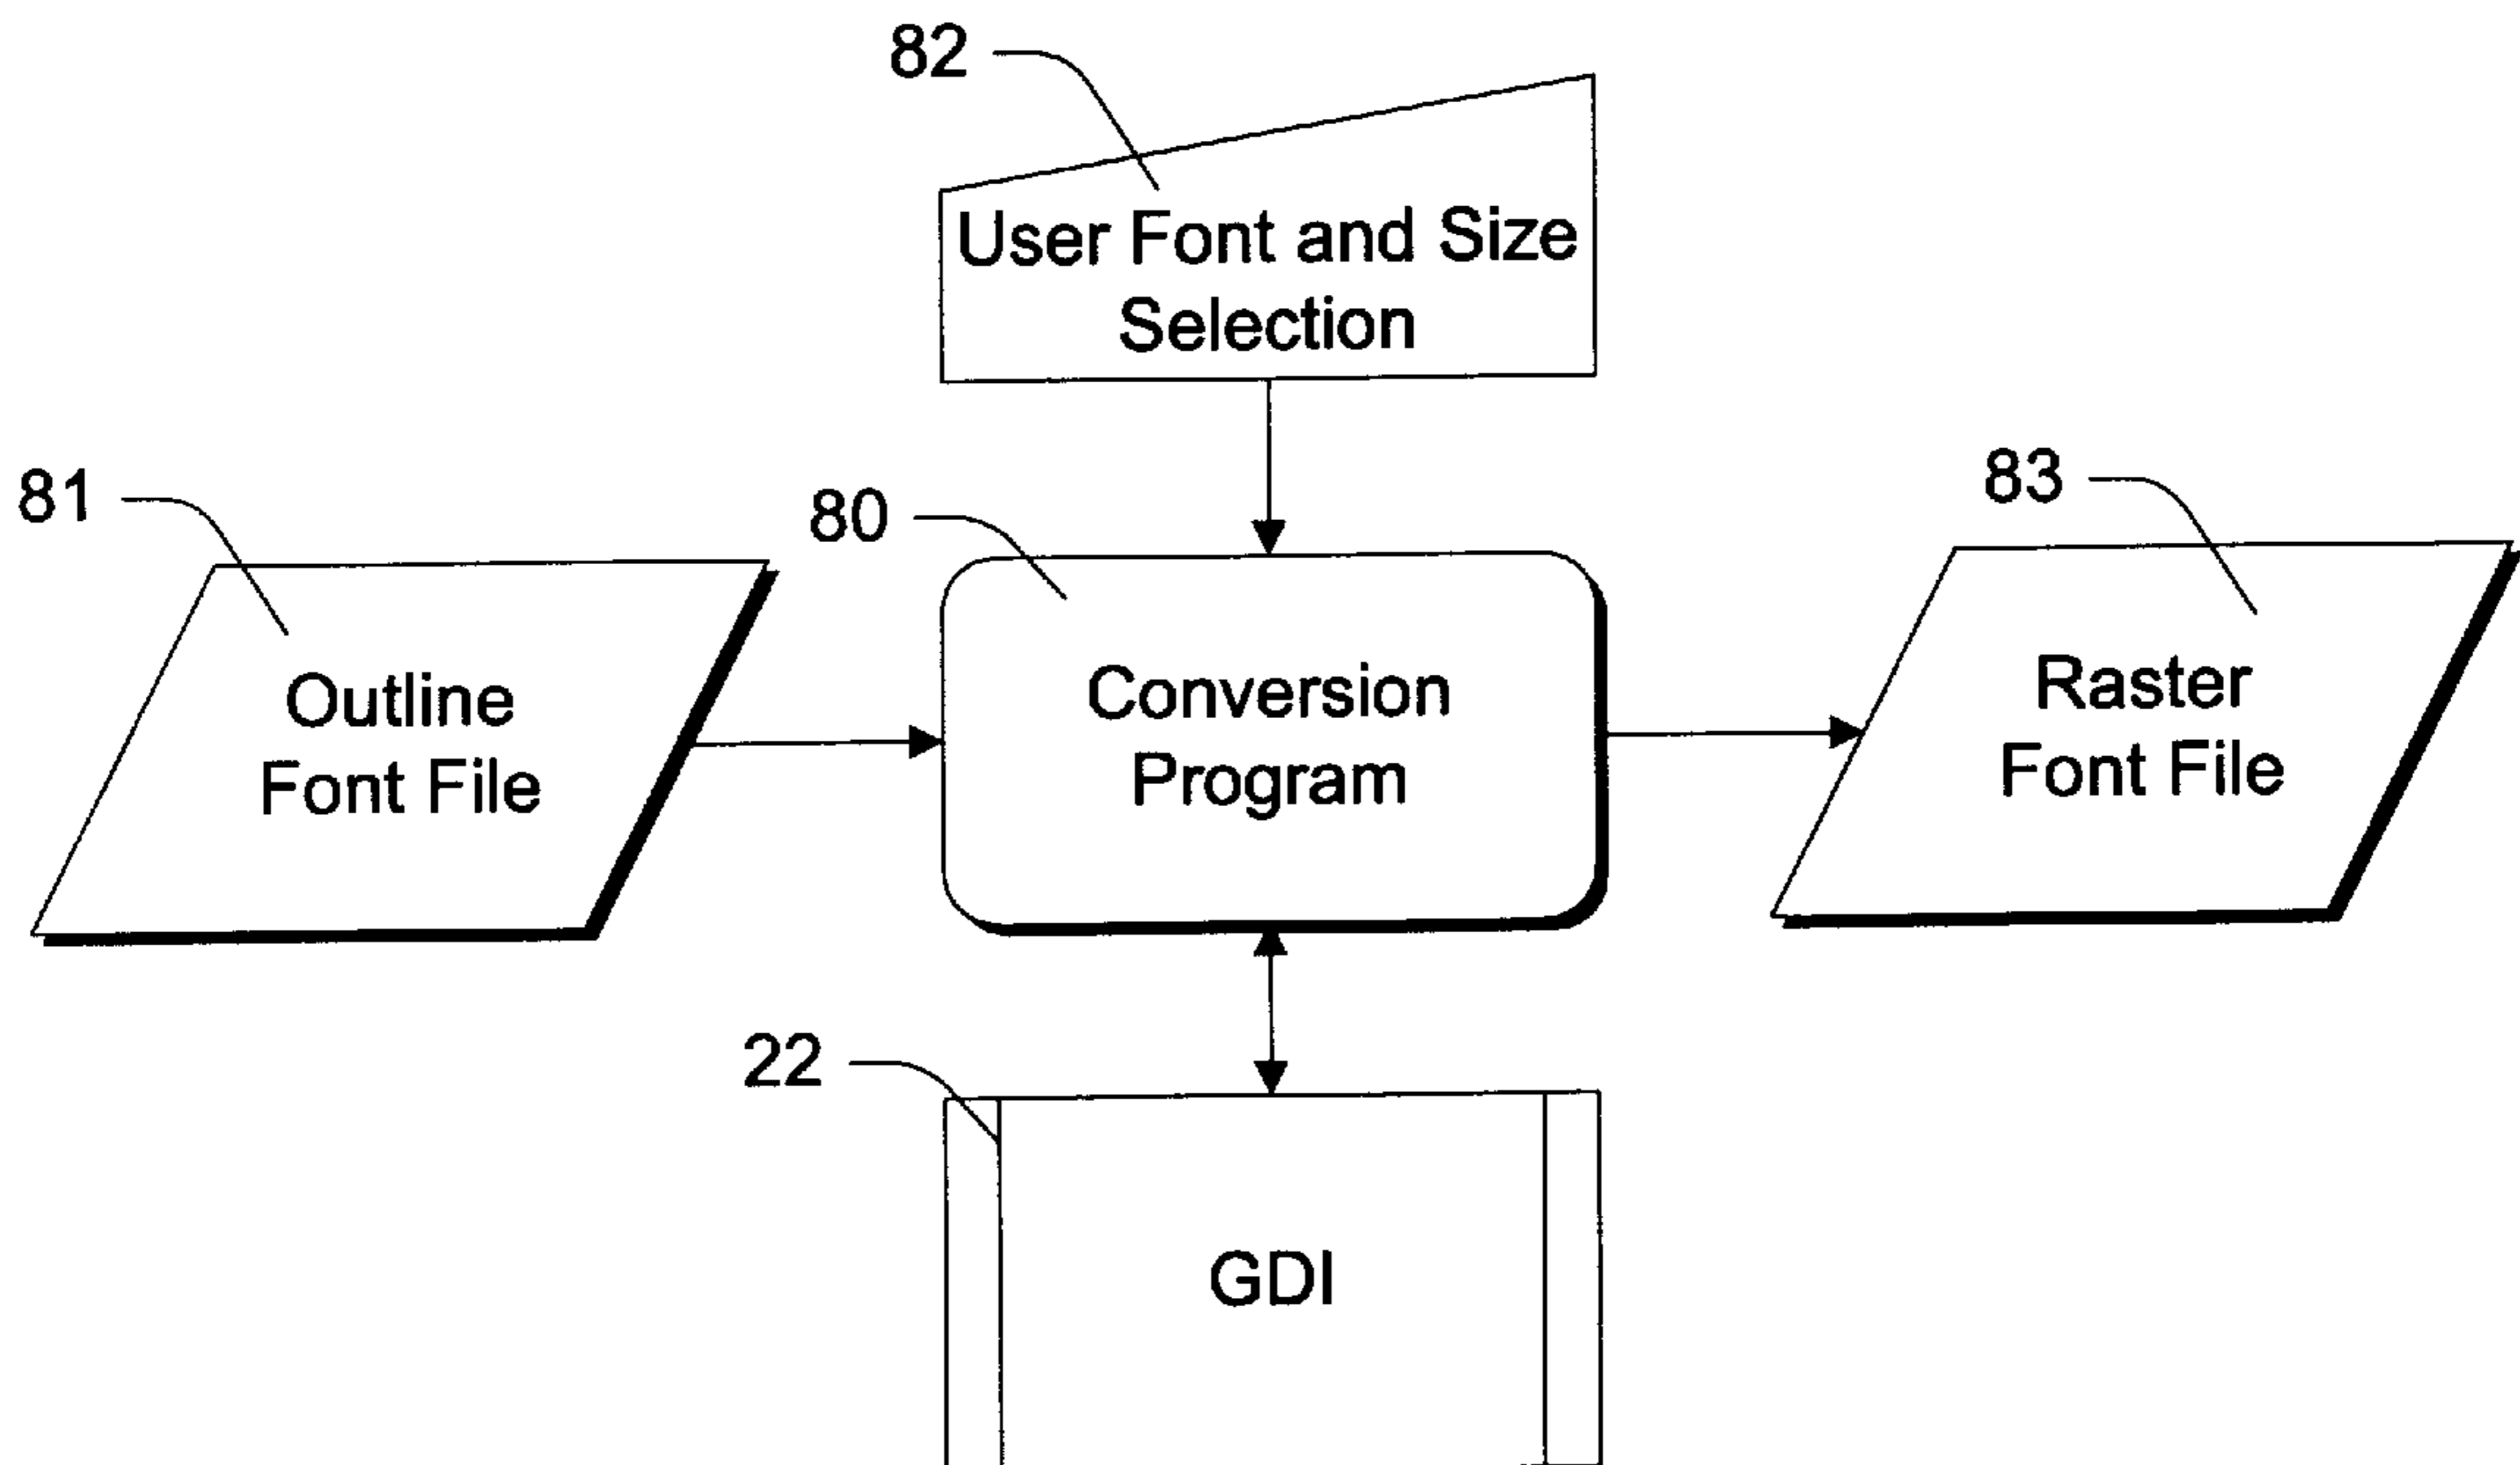 82
User Font and Size
Selection
81
80
83
Outline
Font File
Conversion
Program
Raster
Font File
22
GDI